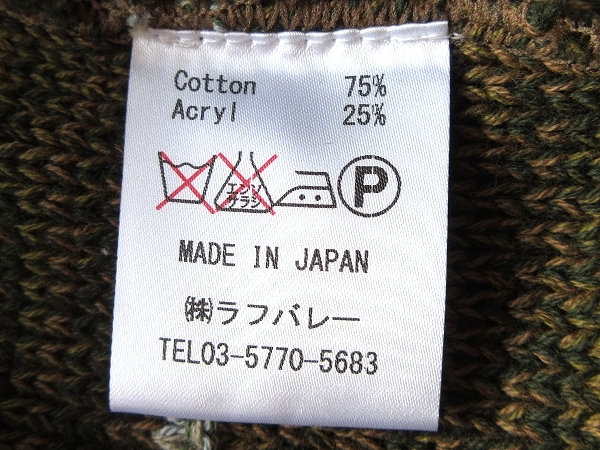 Cotton 75%
Acryl 25%
エンソ
サラシ
P
MADE IN JAPAN
㈱ラフバレー
TEL03-5770-5683